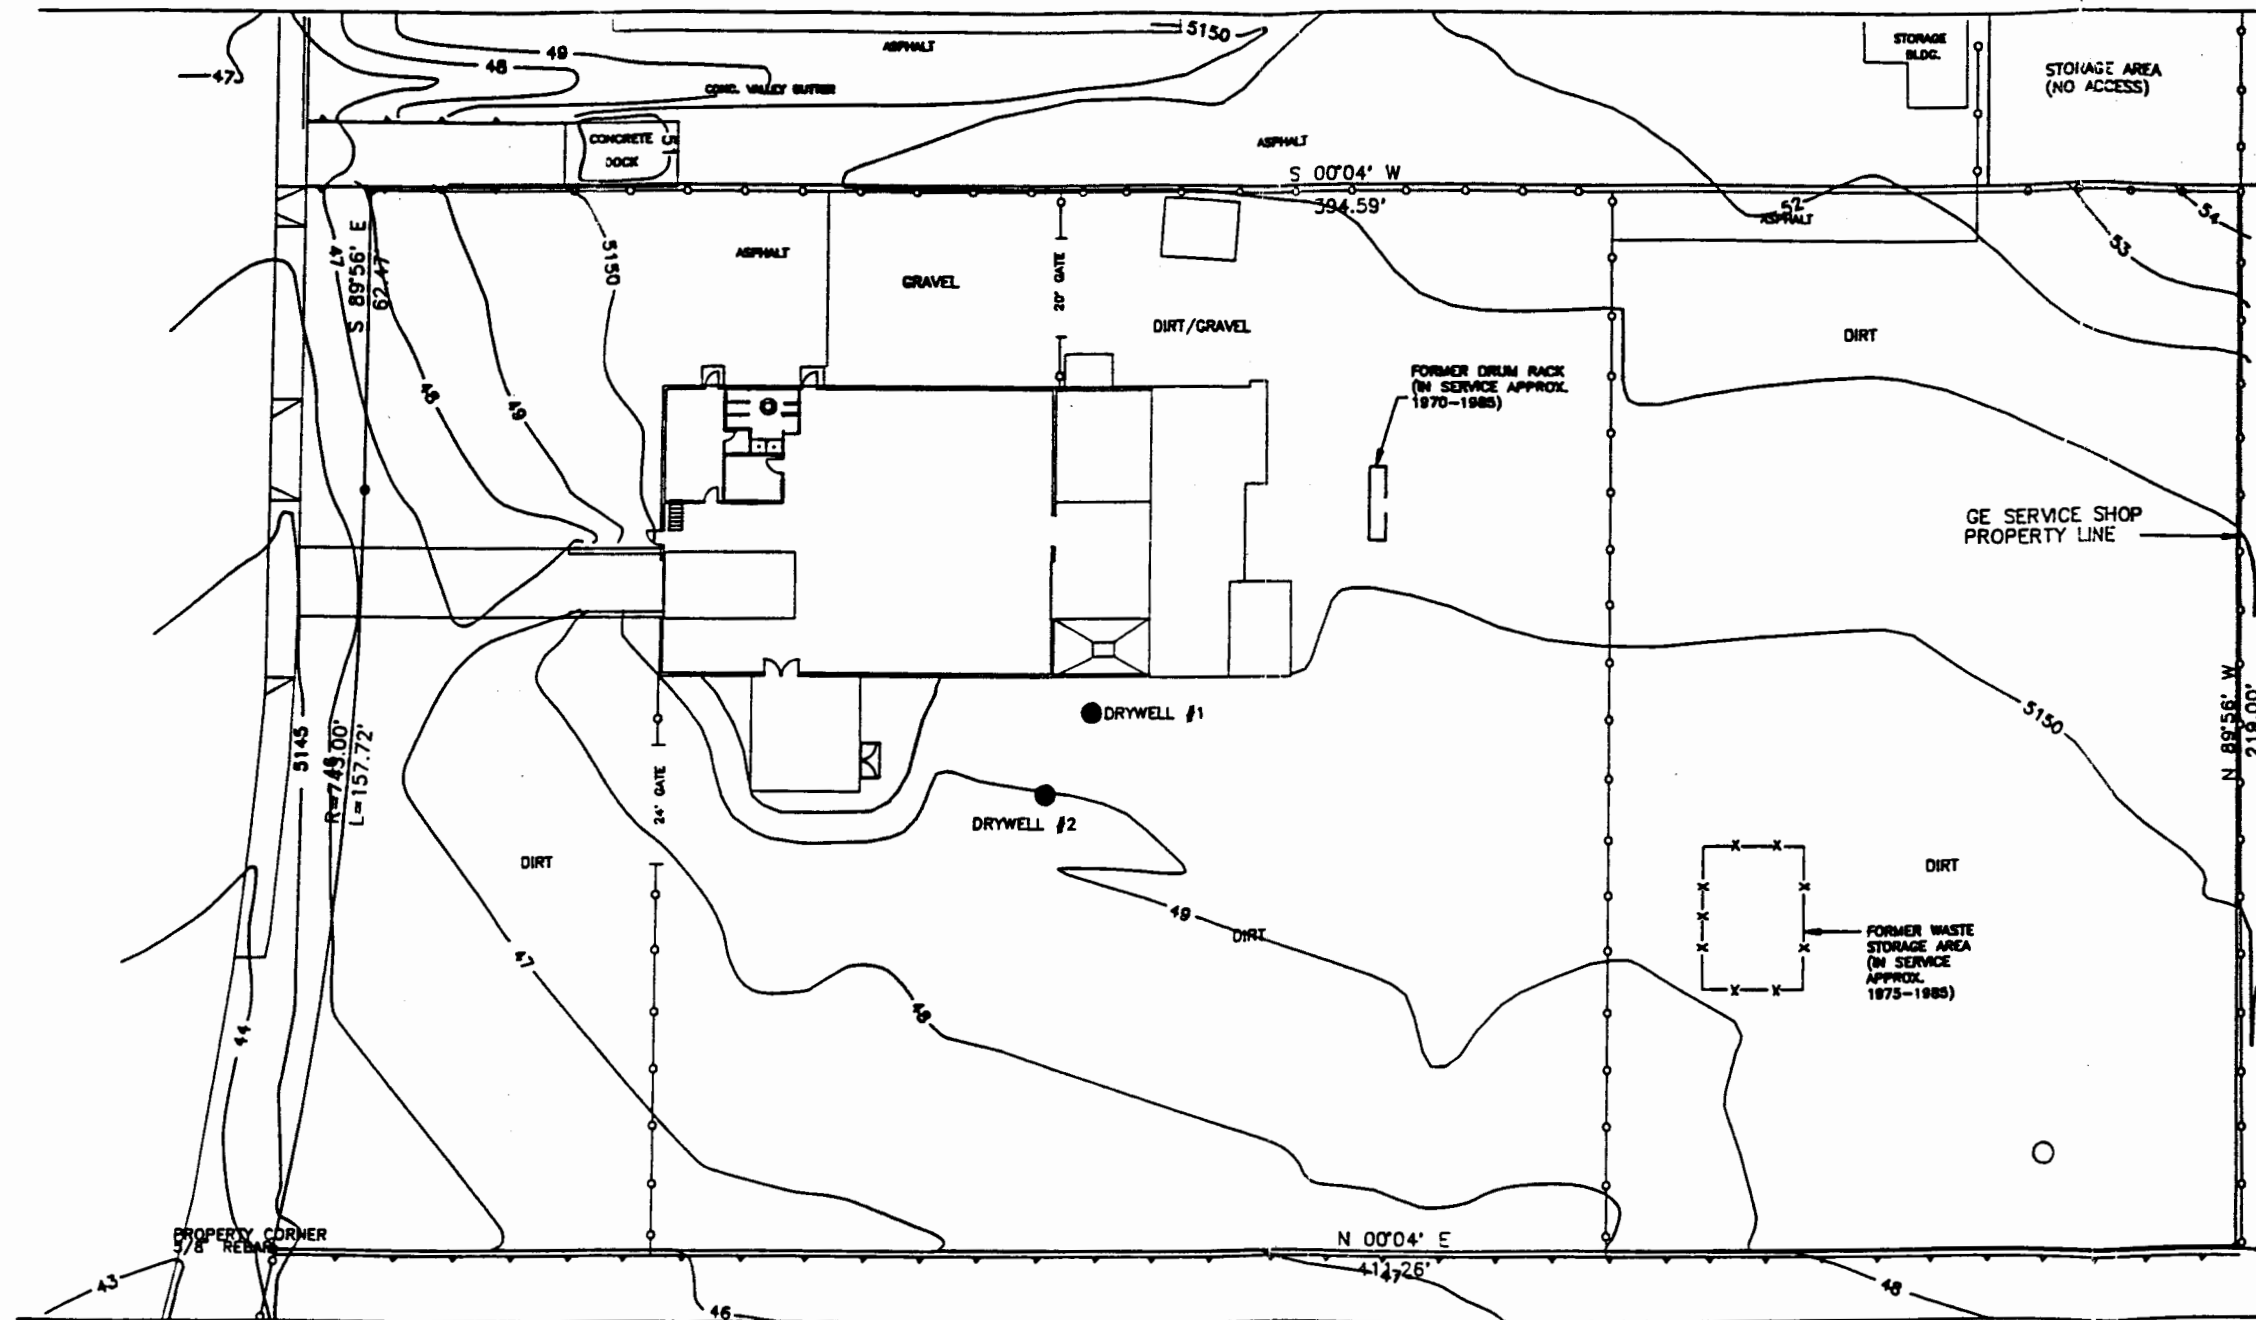 5150
ASPHALT
49
48
47
CONC. VALLEY GUTTER
STORAGE
BLDG.
STORAGE AREA
(NO ACCESS)
CONCRETE
DOCK
51
ASPHALT
S 00°04' W
394.59'
52
ASPHALT
54
53
47
S 89°56' E
62.47
5150
ASPHALT
GRAVEL
20' GATE
DIRT/GRAVEL
DIRT
48
49
FORMER DRUM RACK
(IN SERVICE APPROX.
1970-1985)
GE SERVICE SHOP
PROPERTY LINE
5150
N 89°56' W
219.00'
5145
46
R=743.00'
L=157.72'
24' GATE
DRYWELL #1
DRYWELL #2
DIRT
DIRT
49
DIRT
FORMER WASTE
STORAGE AREA
(IN SERVICE
APPROX.
1975-1985)
47
48
44
PROPERTY CORNER
5/8" REBAR
N 00°04' E
411.26'
43
46
47
48